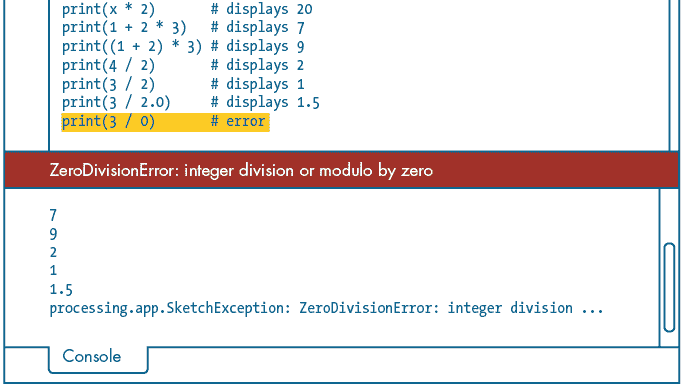 print(x * 2) # displays 20
print(1 + 2 * 3) # displays 7
print((1 + 2) * 3) # displays 9
print(4 / 2) # displays 2
print(3 / 2) # displays 1
print(3 / 2.0) # displays 1.5
print(3 / 0) # error
ZeroDivisionError: integer division or modulo by zero
7
9
2
1
1.5
processing.app.SketchException: ZeroDivisionError: integer division ...
Console